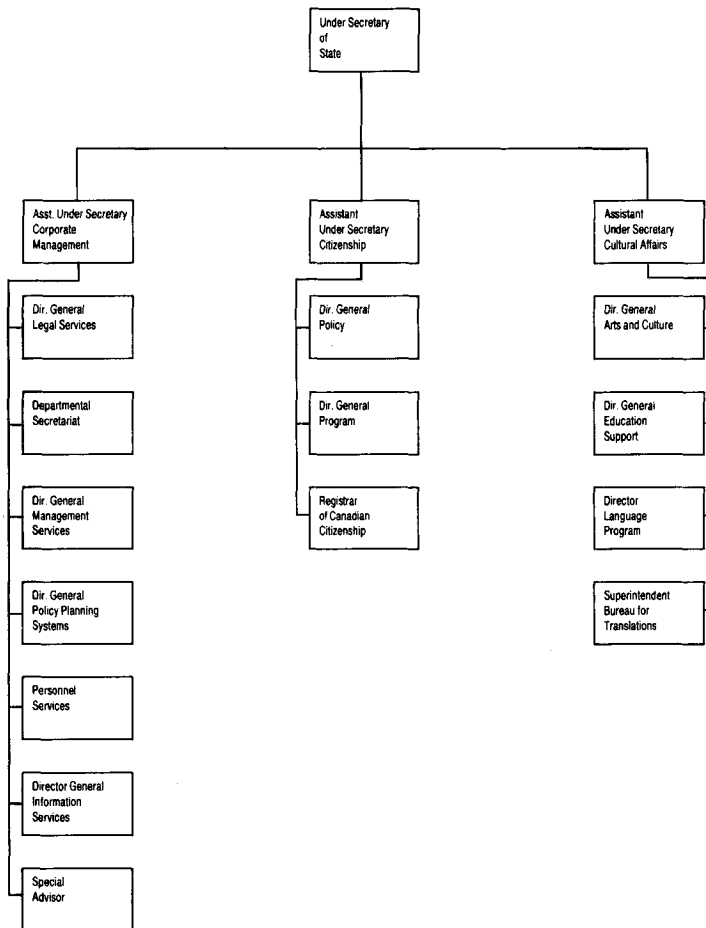 Under Secretary
of
State
Asst. Under Secretary
Corporate
Management
Dir. General
Legal Services
Departmental
Secretariat
Dir. General
Management
Services
Dir. General
Policy Planning
Systems
Personnel
Services
Director General
Information
Services
Special
Advisor
Assistant
Under Secretary
Citizenship
Dir. General
Policy
Dir. General
Program
Registrar
of Canadian
Citizenship
Assistant
Under Secretary
Cultural Affairs
Dir. General
Arts and Culture
Dir. General
Education
Support
Director
Language
Program
Superintendent
Bureau for
Translations